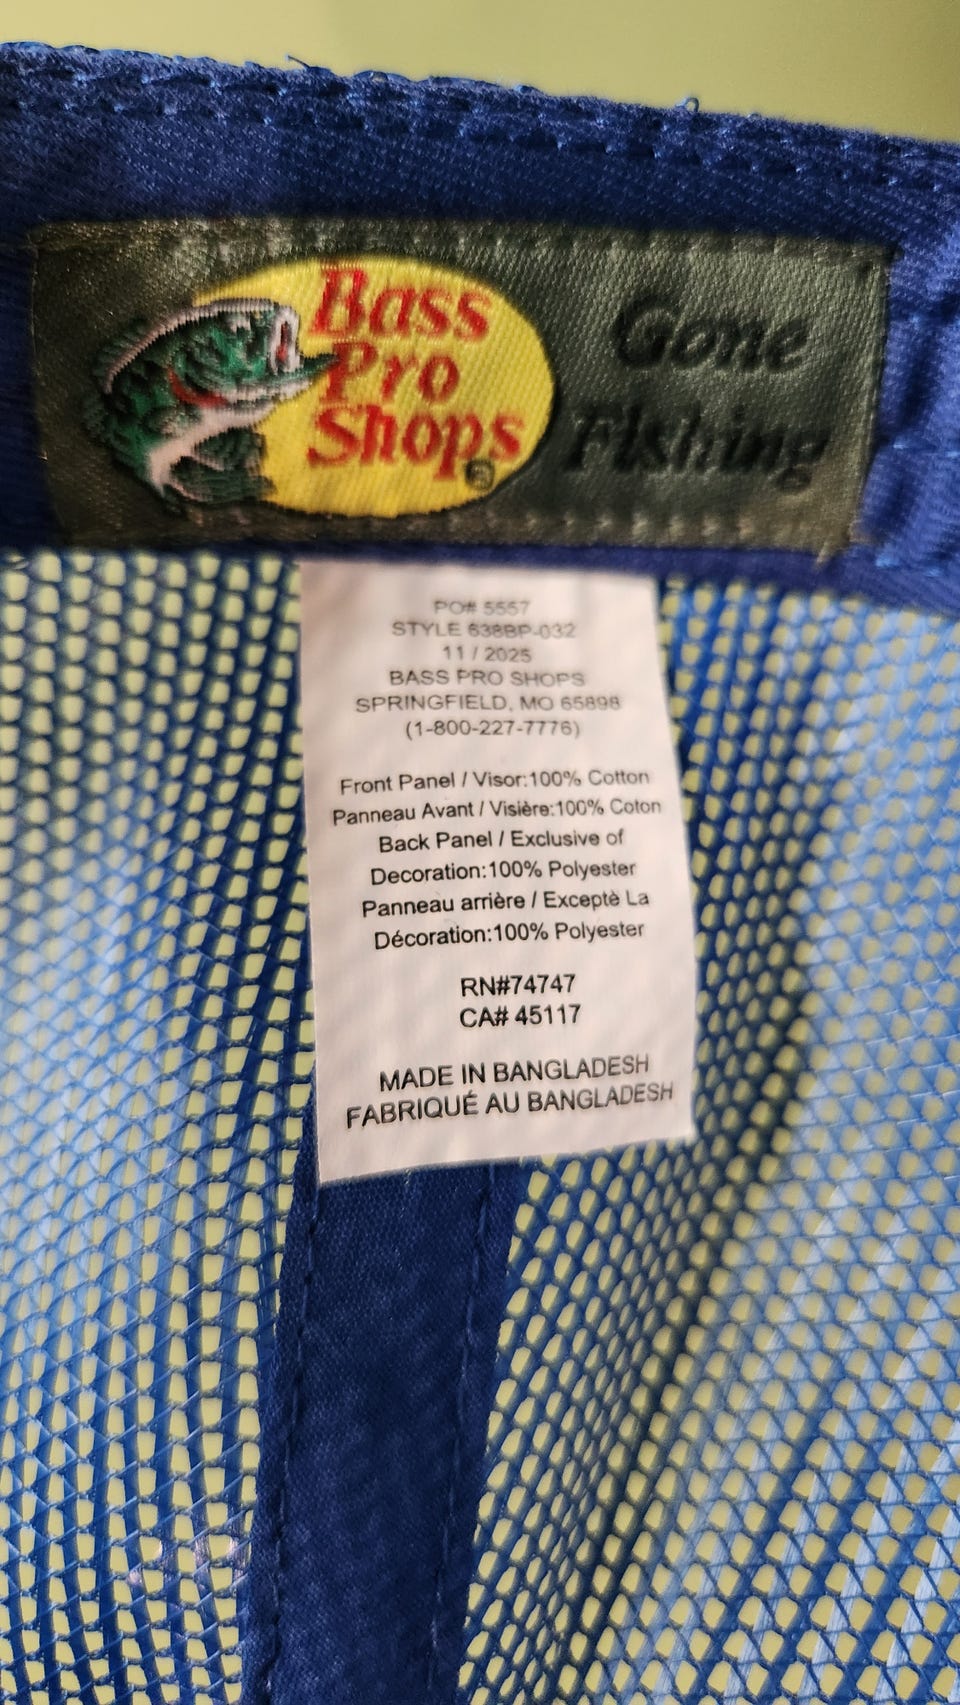 Bass
Pro
Shops®
Gone
Fishing
PO# 5557
STYLE 638BP-032
11 / 2025
BASS PRO SHOPS
SPRINGFIELD, MO 65898
(1-800-227-7776)
Front Panel / Visor:100% Cotton
Panneau Avant / Visière:100% Coton
Back Panel / Exclusive of
Decoration:100% Polyester
Panneau arrière / Exceptè La
Décoration:100% Polyester
RN#74747
CA# 45117
MADE IN BANGLADESH
FABRIQUÉ AU BANGLADESH